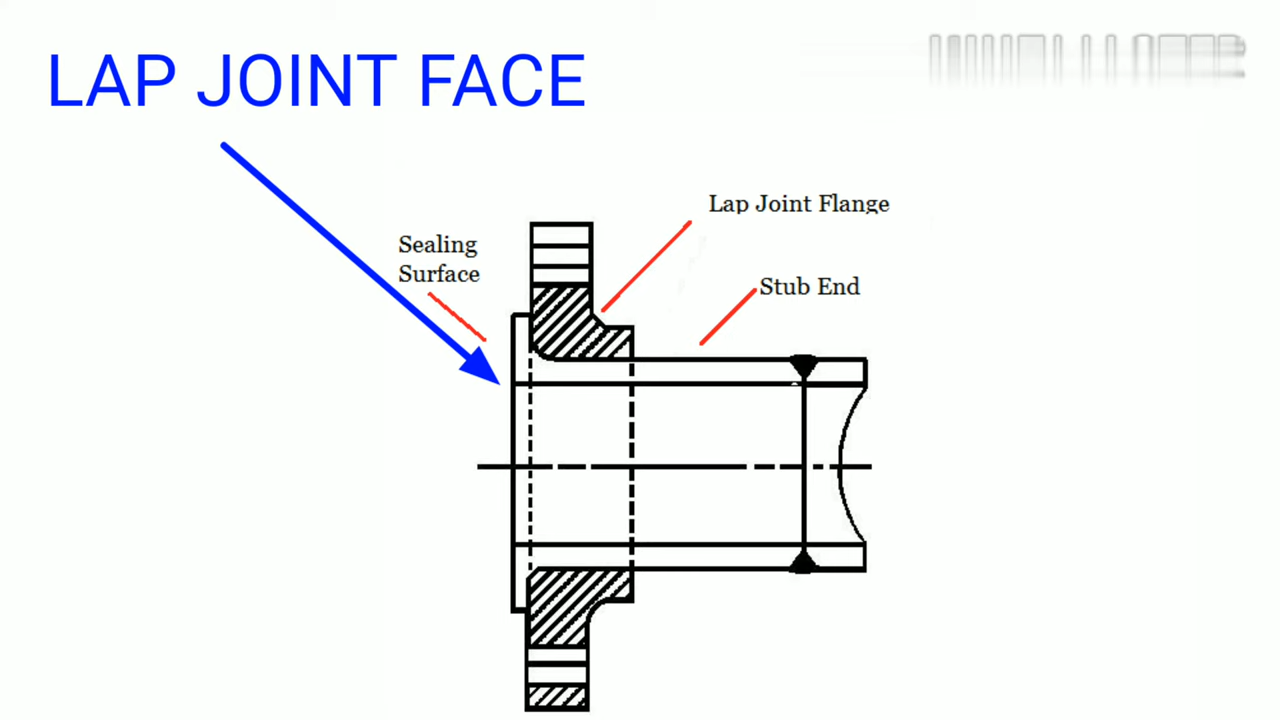 LAP JOINT FACE
Lap Joint Flange
Sealing
Surface
Stub End